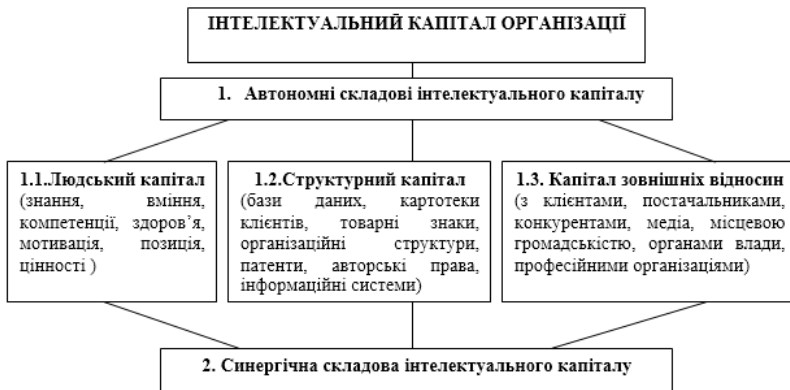 ІНТЕЛЕКТУАЛЬНИЙ КАПІТАЛ ОРГАНІЗАЦІЇ
1. Автономні складові інтелектуального капіталу
1.1.Людський капітал
(знання, вміння,
компетенції, здоров’я,
мотивація, позиція,
цінності )
1.2.Структурний капітал
(бази даних, картотеки
клієнтів, товарні знаки,
організаційні структури,
патенти, авторські права,
інформаційні системи)
1.3. Капітал зовнішніх відносин
(з клієнтами, постачальниками,
конкурентами, медіа, місцевою
громадськістю, органами влади,
професійними організаціями)
2. Синергічна складова інтелектуального капіталу